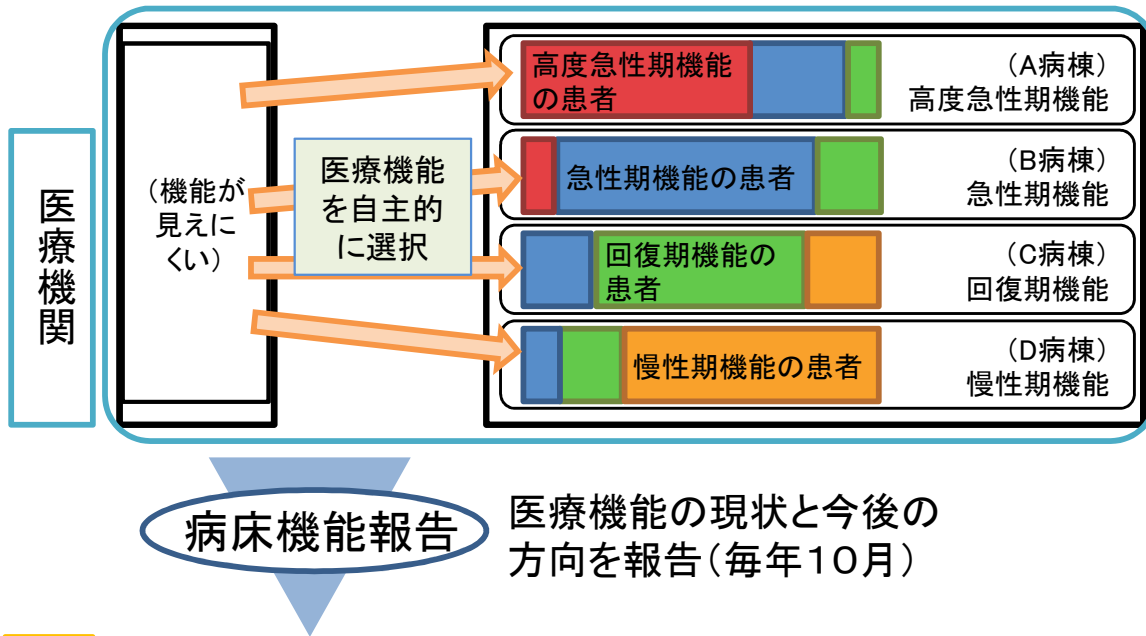 医療機関
(機能が
見えに
くい)
医療機能
を自主的
に選択
高度急性期機能
の患者
(A病棟)
高度急性期機能
急性期機能の患者
(B病棟)
急性期機能
回復期機能の
患者
(C病棟)
回復期機能
慢性期機能の患者
(D病棟)
慢性期機能
病床機能報告
医療機能の現状と今後の
方向を報告(毎年10月)